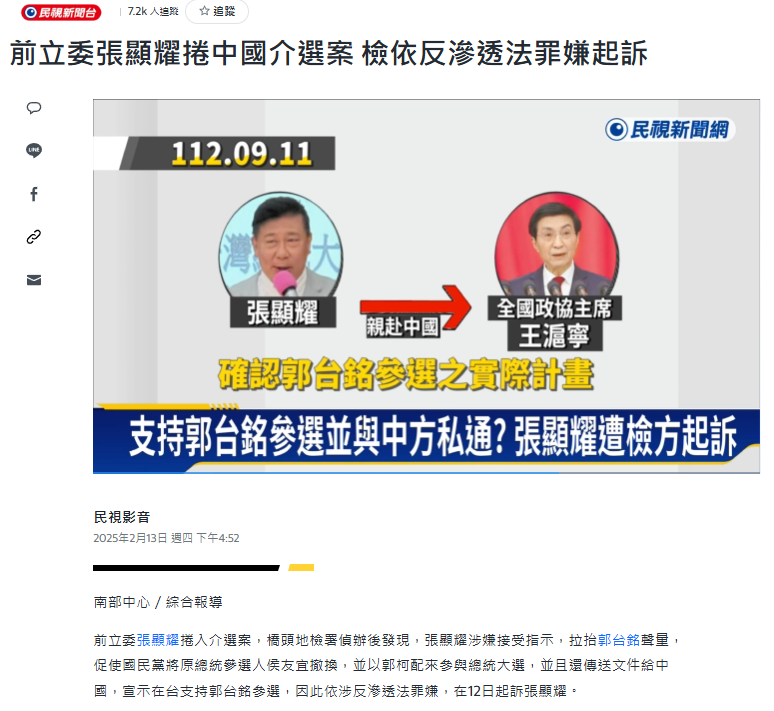 民視新聞台
7.2k 人追蹤
追蹤
前立委張顯耀捲中國介選案 檢依反滲透法罪嫌起訴
LINE
民視新聞網
112.09.11
灣 大
張顯耀
親赴中國
全國政協主席
王滬寧
確認郭台銘參選之實際計畫
支持郭台銘參選並與中方私通? 張顯耀遭檢方起訴
民視影音
2025年2月13日 週四 下午4:52
南部中心 / 綜合報導
前立委張顯耀捲入介選案，橋頭地檢署偵辦後發現，張顯耀涉嫌接受指示，拉抬郭台銘聲量，
促使國民黨將原總統參選人侯友宜撤換，並以郭柯配來參與總統大選，並且還傳送文件給中
國，宣示在台支持郭台銘參選，因此依涉反滲透法罪嫌，在12日起訴張顯耀。